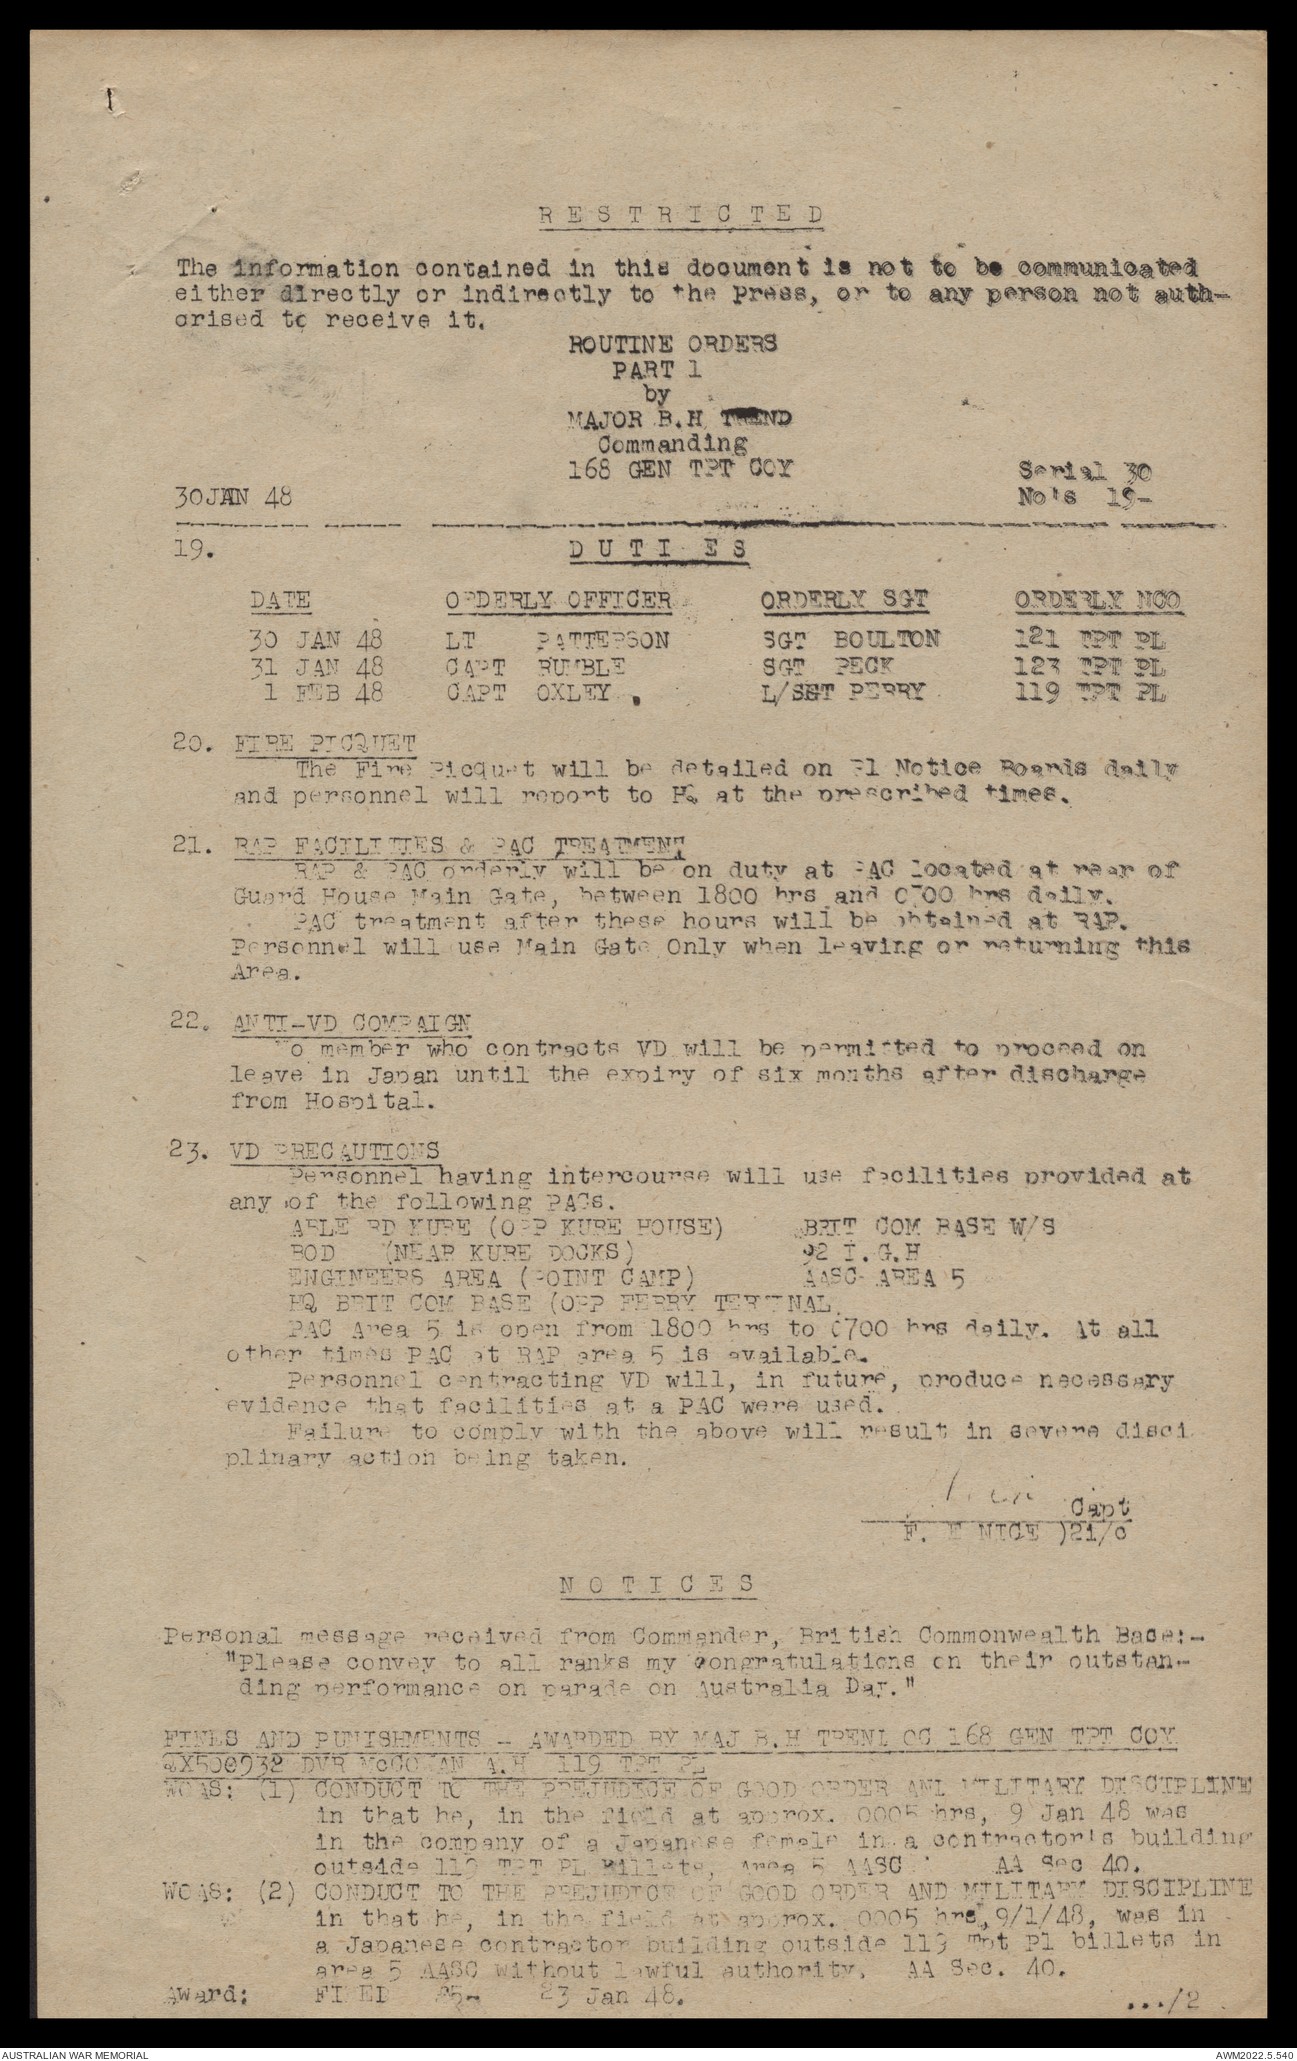 R E S T R I C T E D
The information contained in this document is not to be communicated
either directly or indirectly to the Press, or to any person not auth-
orised to receive it.
ROUTINE ORDERS
PART 1
by
MAJOR B.H TREND
Commanding
168 GEN TPT COY
Serial 30
30JAN 48
No's 19-
19.
D U T I E S
DATE ORDERLY OFFICER ORDERLY SGT ORDERLY NCO
30 JAN 48 LT PATTERSON SGT BOULTON 121 TPT PL
31 JAN 48 CAPT RUMBLE SGT PECK 123 TPT PL
1 FEB 48 CAPT OXLEY L/SGT PERRY 119 TPT PL
20. FIRE PICQUET
The Fire Picquet will be detailed on Pl Notice Boards daily
and personnel will report to HQ at the prescribed times.
21. RAP FACILITIES & PAC TREATMENT
RAP & PAC orderly will be on duty at PAC located at rear of
Guard House Main Gate, between 1800 hrs and 0700 hrs daily.
PAC treatment after these hours will be obtained at RAP.
Personnel will use Main Gate Only when leaving or returning this
Area.
22. ANTI-VD COMPAIGN
No member who contracts VD will be permitted to proceed on
leave in Japan until the expiry of six months after discharge
from Hospital.
23. VD PRECAUTIONS
Personnel having intercourse will use facilities provided at
any of the following PACs.
ABLE RD KURE (OPP KURE HOUSE) BRIT COM BASE W/S
BOD (NEAR KURE DOCKS) 92 I.G.H
ENGINEERS AREA (POINT CAMP) AASC AREA 5
HQ BRIT COM BASE (OPP FERRY TERMINAL
PAC Area 5 is open from 1800 hrs to 0700 hrs daily. At all
other times PAC at RAP area 5 is available.
Personnel contracting VD will, in future, produce necessary
evidence that facilities at a PAC were used.
Failure to comply with the above will result in severe disci
plinary action being taken.
Capt
F. E NICE )2i/c
N O T I C E S
Personal message received from Commander, British Commonwealth Base:-
"Please convey to all ranks my congratulations on their outstan-
ding performance on parade on Australia Day."
FINES AND PUNISHMENTS - AWARDED BY MAJ B.H TREND OC 168 GEN TPT COY
DVR McGOWAN A.H 119 TPT PL
WOAS: (1) CONDUCT TO THE PREJUDICE OF GOOD ORDER AND MILITARY DISCIPLINE
in that he, in the field at approx. 0005 hrs, 9 Jan 48 was
in the company of a Japanese female in a contractor's building
outside 119 TPT PL Billets, Area 5 AASC AA Sec 40.
WOAS: (2) CONDUCT TO THE PREJUDICE OF GOOD ORDER AND MILITARY DISCIPLINE
in that he, in the field at approx. 0005 hrs, 9/1/48, was in
a Japanese contractor building outside 119 Tpt Pl billets in
area 5 AASC without lawful authority. AA Sec. 40.
Award: FINED £5- 23 Jan 48.
.../2
AUSTRALIAN WAR MEMORIAL
AWM2022.5.540